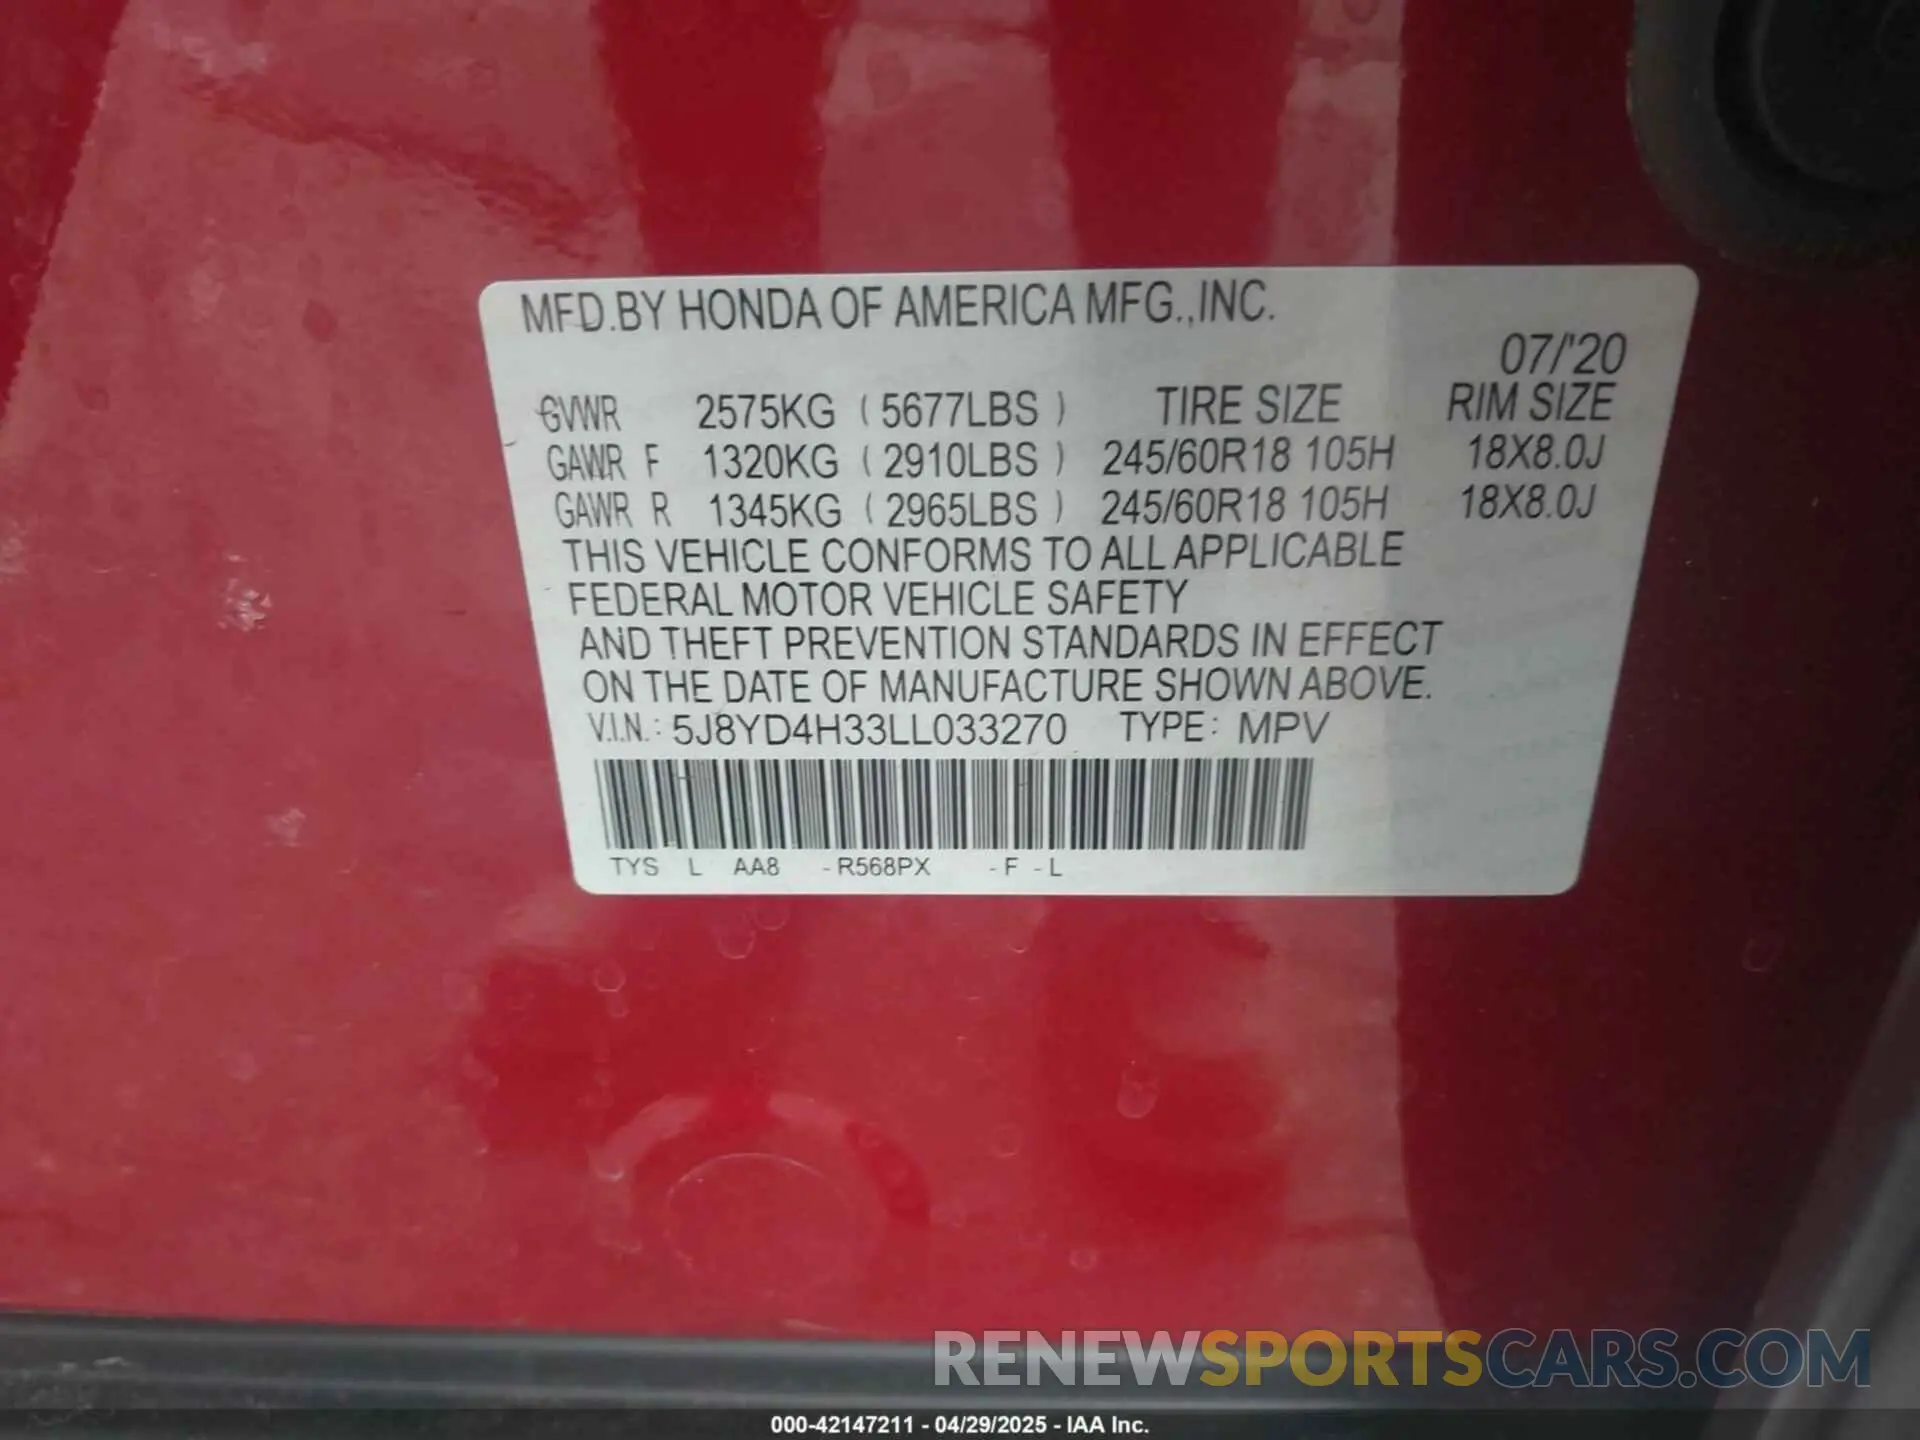 MFD.BY HONDA OF AMERICA MFG.,INC.
07/'20
GVWR 2575KG ( 5677LBS ) TIRE SIZE RIM SIZE
GAWR F 1320KG ( 2910LBS ) 245/60R18 105H 18X8.0J
GAWR R 1345KG ( 2965LBS ) 245/60R18 105H 18X8.0J
THIS VEHICLE CONFORMS TO ALL APPLICABLE
FEDERAL MOTOR VEHICLE SAFETY
AND THEFT PREVENTION STANDARDS IN EFFECT
ON THE DATE OF MANUFACTURE SHOWN ABOVE.
V.I.N.: 5J8YD4H33LL033270 TYPE: MPV
TYS L AA8 -R568PX -F -L
RENEWSPORTSCARS.COM
000-42147211 - 04/29/2025 - IAA Inc.